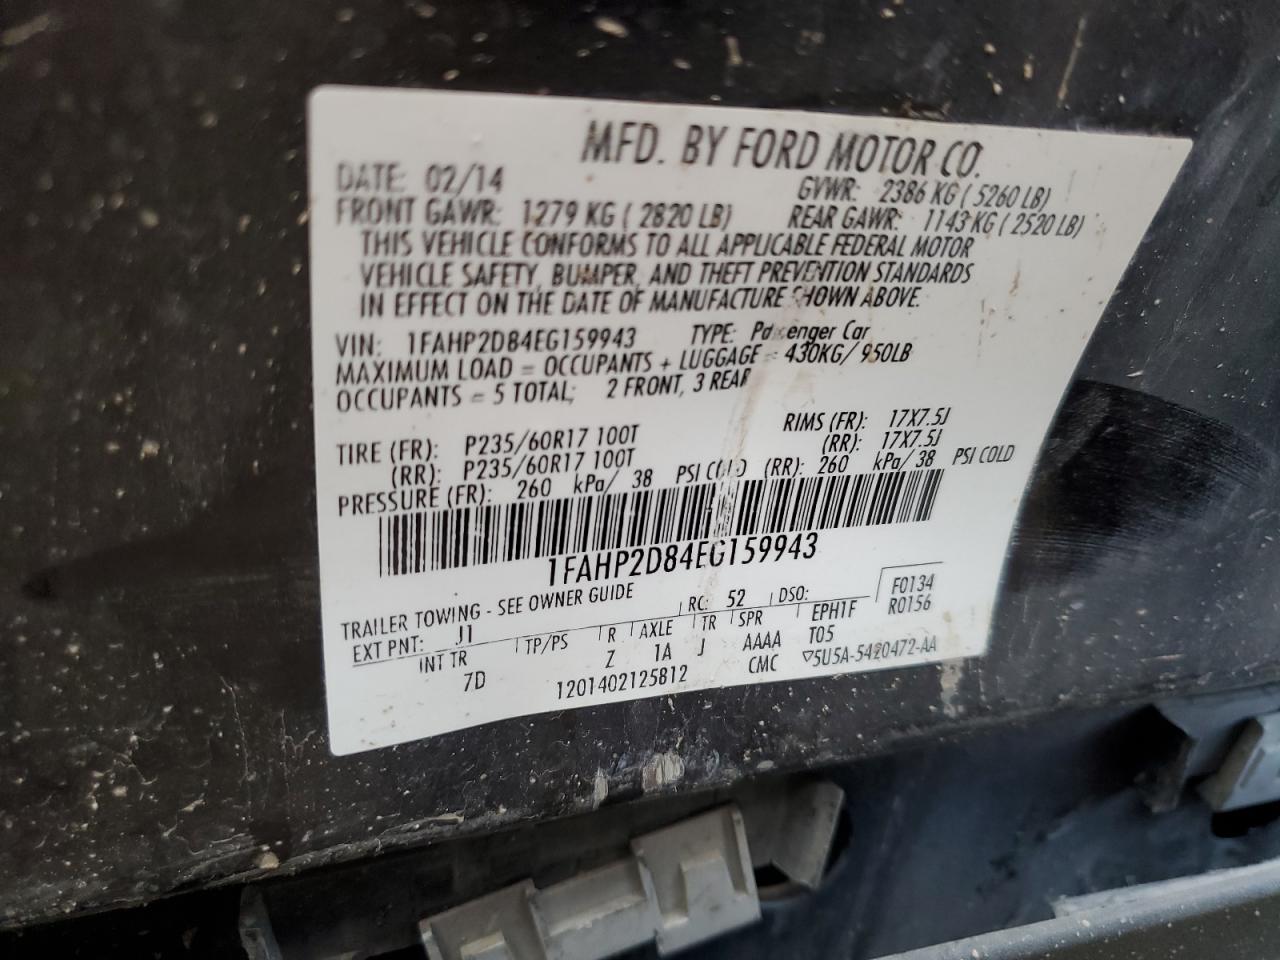 MFD. BY FORD MOTOR CO.
DATE: 02/14 GVWR: 2386 KG ( 5260 LB)
FRONT GAWR: 1279 KG ( 2820 LB) REAR GAWR: 1143 KG ( 2520 LB)
THIS VEHICLE CONFORMS TO ALL APPLICABLE FEDERAL MOTOR
VEHICLE SAFETY, BUMPER, AND THEFT PREVENTION STANDARDS
IN EFFECT ON THE DATE OF MANUFACTURE SHOWN ABOVE.
VIN: 1FAHP2D84EG159943 TYPE: Passenger Car
MAXIMUM LOAD = OCCUPANTS + LUGGAGE = 430KG/ 950LB
OCCUPANTS = 5 TOTAL; 2 FRONT, 3 REAR
TIRE (FR): P235/60R17 100T RIMS (FR): 17X7.5J
(RR): P235/60R17 100T (RR): 17X7.5J
PRESSURE (FR): 260 kPa/ 38 PSI COLD (RR): 260 kPa/ 38 PSI COLD
1FAHP2D84EG159943
TRAILER TOWING - SEE OWNER GUIDE
EXT PNT: J1 RC: 52 DSO: F0134
INT TR TP/PS R AXLE TR SPR EPH1F R0156
7D Z 1A J AAAA T05
1201402125812 CMC ▽5U5A-5420472-AA